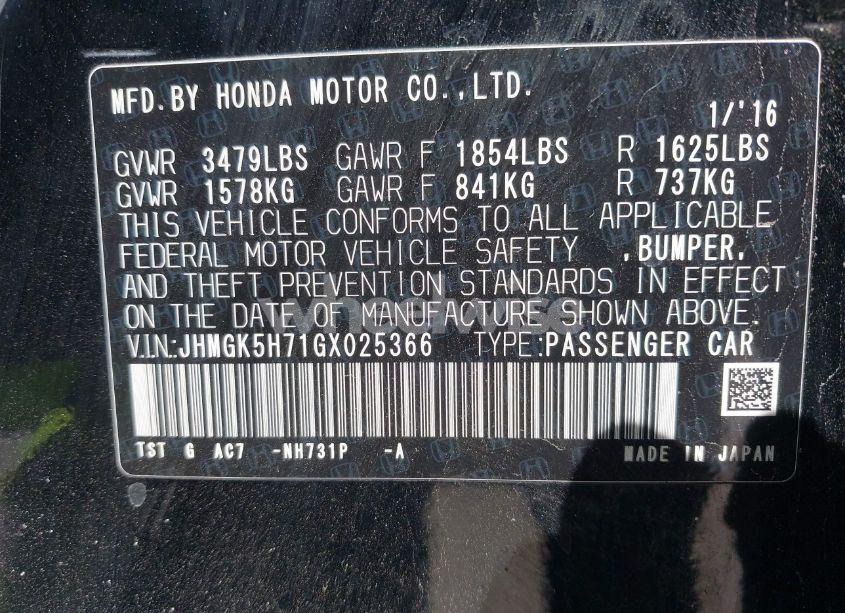 MFD.BY HONDA MOTOR CO.,LTD.
1/'16
GVWR 3479LBS GAWR F 1854LBS R 1625LBS
GVWR 1578KG GAWR F 841KG R 737KG
THIS VEHICLE CONFORMS TO ALL APPLICABLE
FEDERAL MOTOR VEHICLE SAFETY ,BUMPER,
AND THEFT PREVENTION STANDARDS IN EFFECT
ON THE DATE OF MANUFACTURE SHOWN ABOVE.
V.I.N.:JHMGK5H71GX025366 TYPE:PASSENGER CAR
TST G AC7 -NH731P -A MADE IN JAPAN